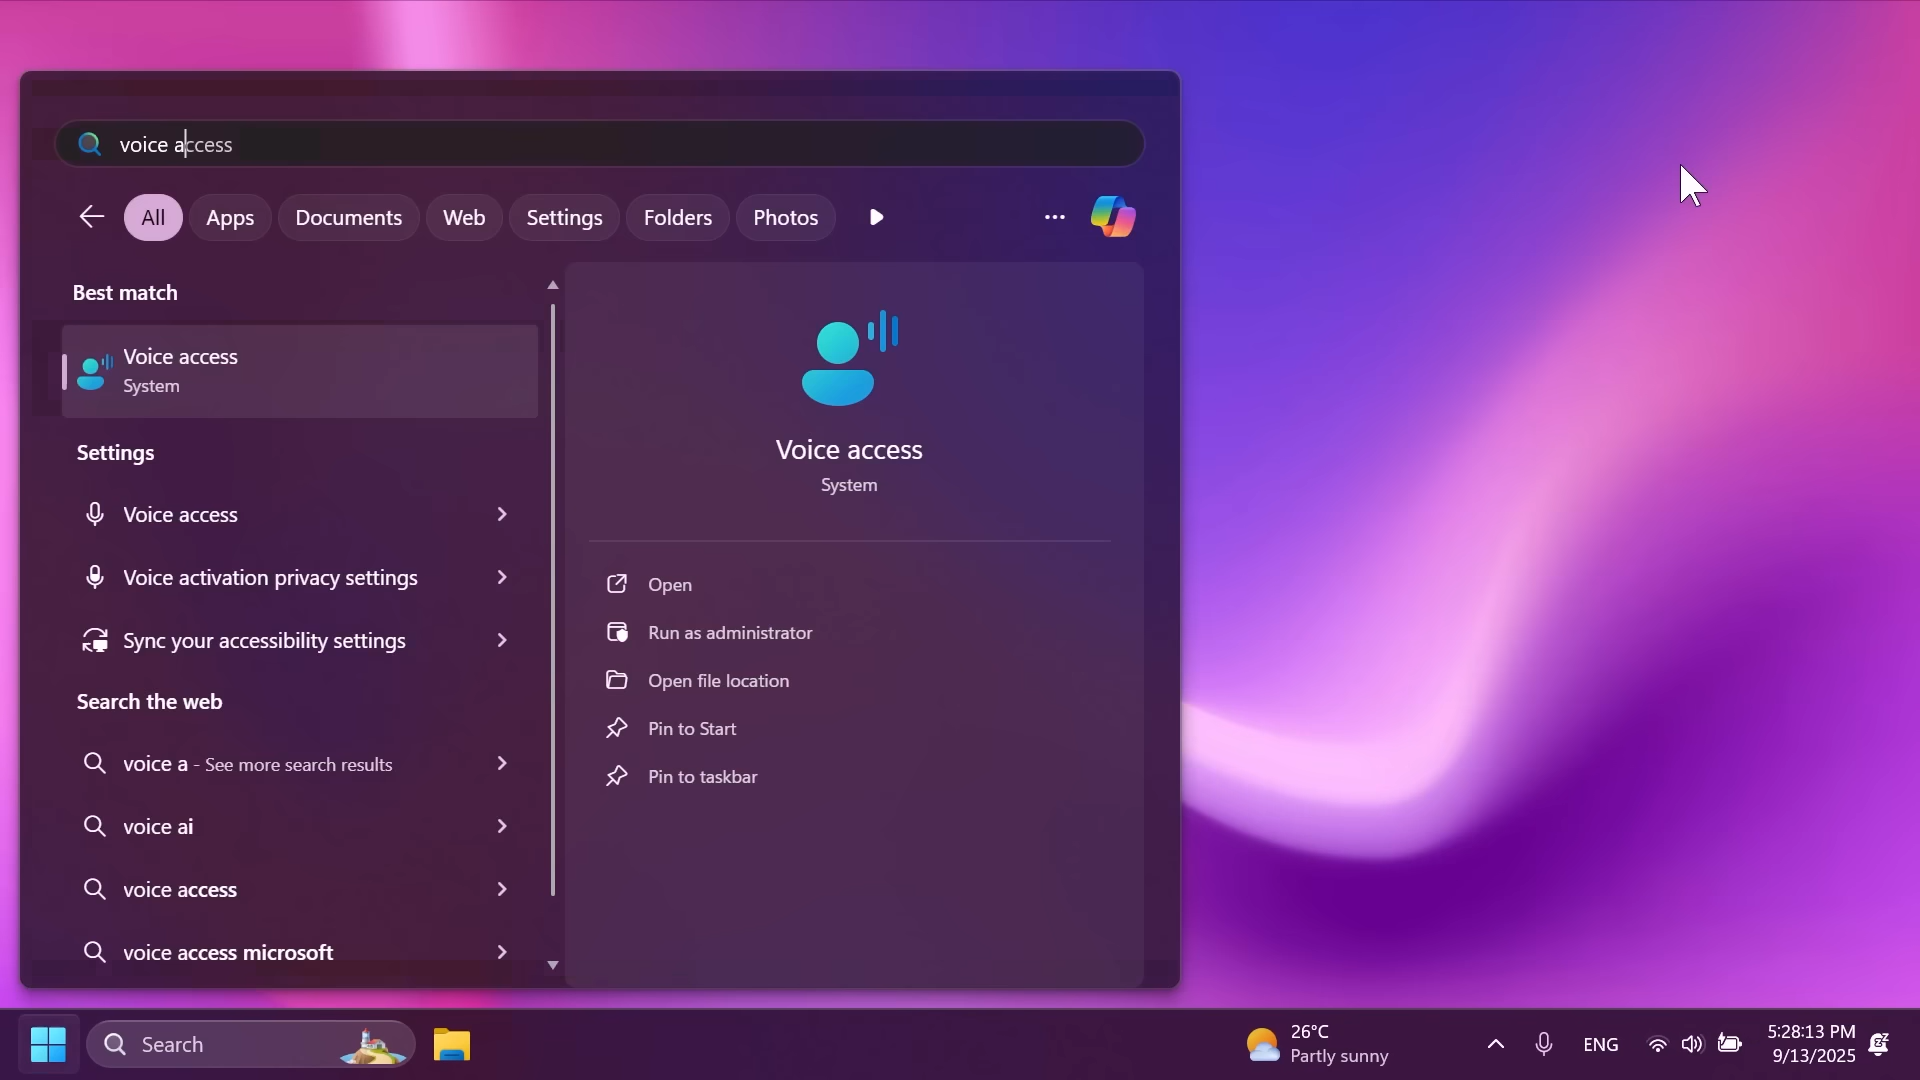 voice access
All
Apps
Documents
Web
Settings
Folders
Photos
Best match
Voice access
System
Settings
Voice access
Voice activation privacy settings
Sync your accessibility settings
Search the web
voice a - See more search results
voice ai
voice access
voice access microsoft
Voice access
System
Open
Run as administrator
Open file location
Pin to Start
Pin to taskbar
Search
26°C
Partly sunny
ENG
5:28:13 PM
9/13/2025